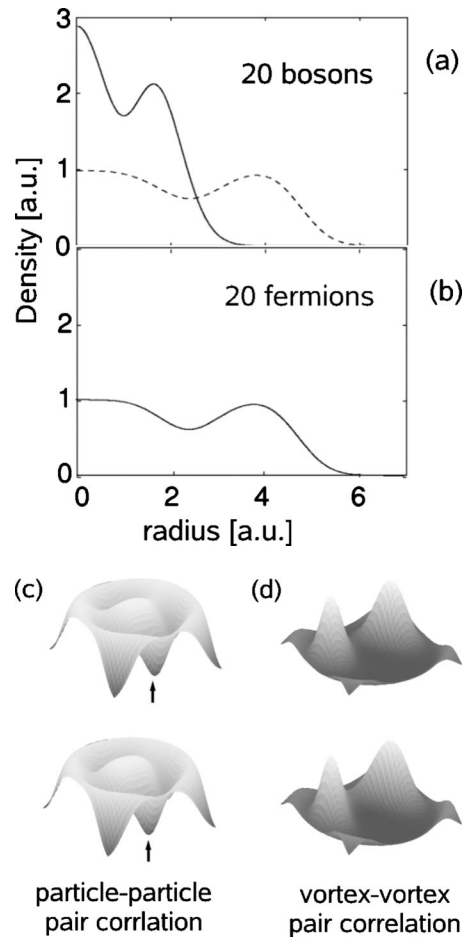 3
(a)
20 bosons
2
1
0
Density [a.u.]
(b)
20 fermions
2
1
0
0 2 4 6
radius [a.u.]
(c) (d)
particle-particle
pair corrlation
vortex-vortex
pair correlation